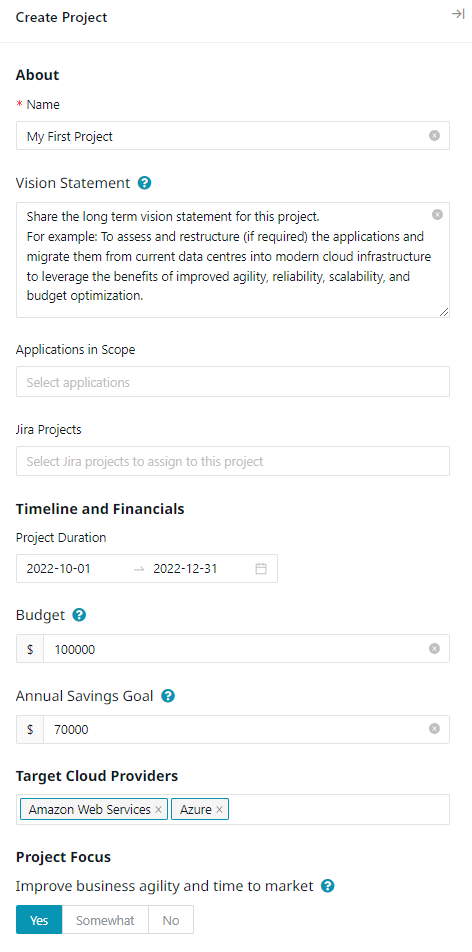 Create Project
About
* Name
My First Project
Vision Statement ?
Share the long term vision statement for this project.
For example: To assess and restructure (if required) the applications and
migrate them from current data centres into modern cloud infrastructure
to leverage the benefits of improved agility, reliability, scalability, and
budget optimization.
Applications in Scope
Select applications
Jira Projects
Select Jira projects to assign to this project
Timeline and Financials
Project Duration
2022-10-01 → 2022-12-31
Budget ?
$ 100000
Annual Savings Goal ?
$ 70000
Target Cloud Providers
Amazon Web Services × Azure ×
Project Focus
Improve business agility and time to market ?
Yes Somewhat No